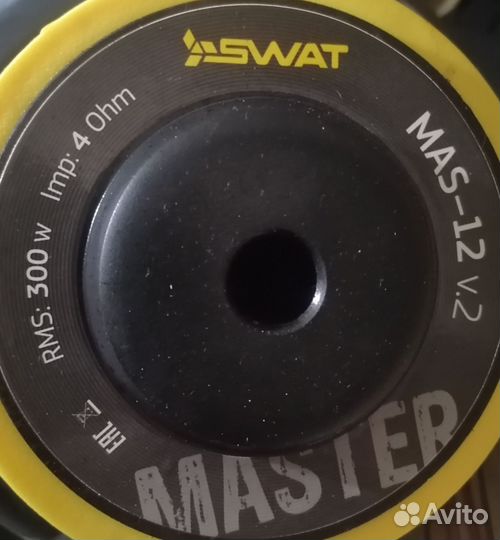 SWAT
MAS-12 v.2
Imp: 4 Ohm
RMS: 300 w
EAC
MASTER
Avito